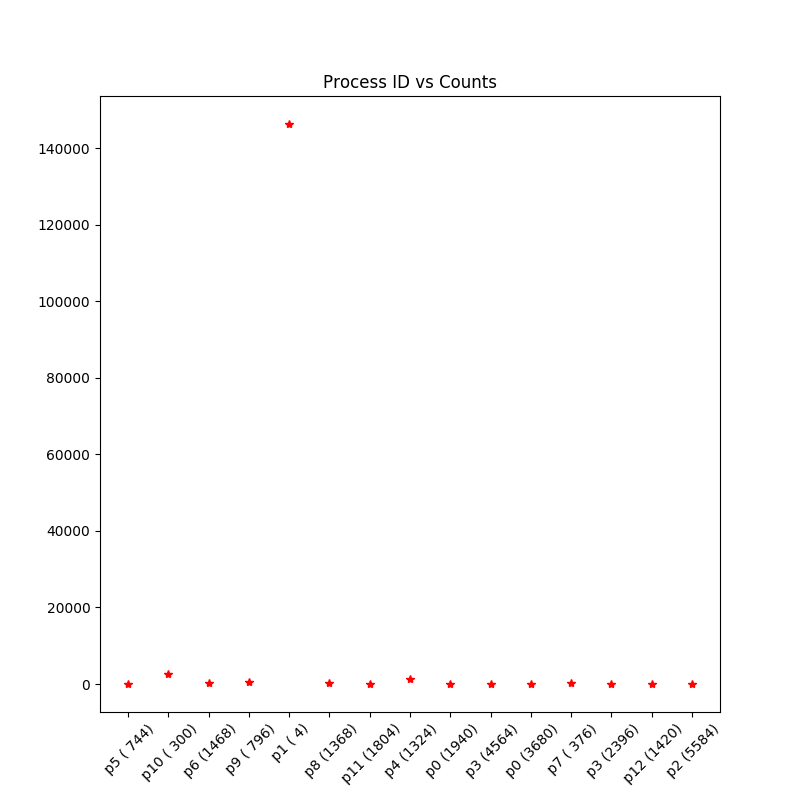 Process ID vs Counts
140000
120000
100000
80000
60000
40000
20000
0
p5 ( 744)
p10 ( 300)
p6 (1468)
p9 ( 796)
p1 ( 4)
p8 (1368)
p11 (1804)
p4 (1324)
p0 (1940)
p3 (4564)
p0 (3680)
p7 ( 376)
p3 (2396)
p12 (1420)
p2 (5584)